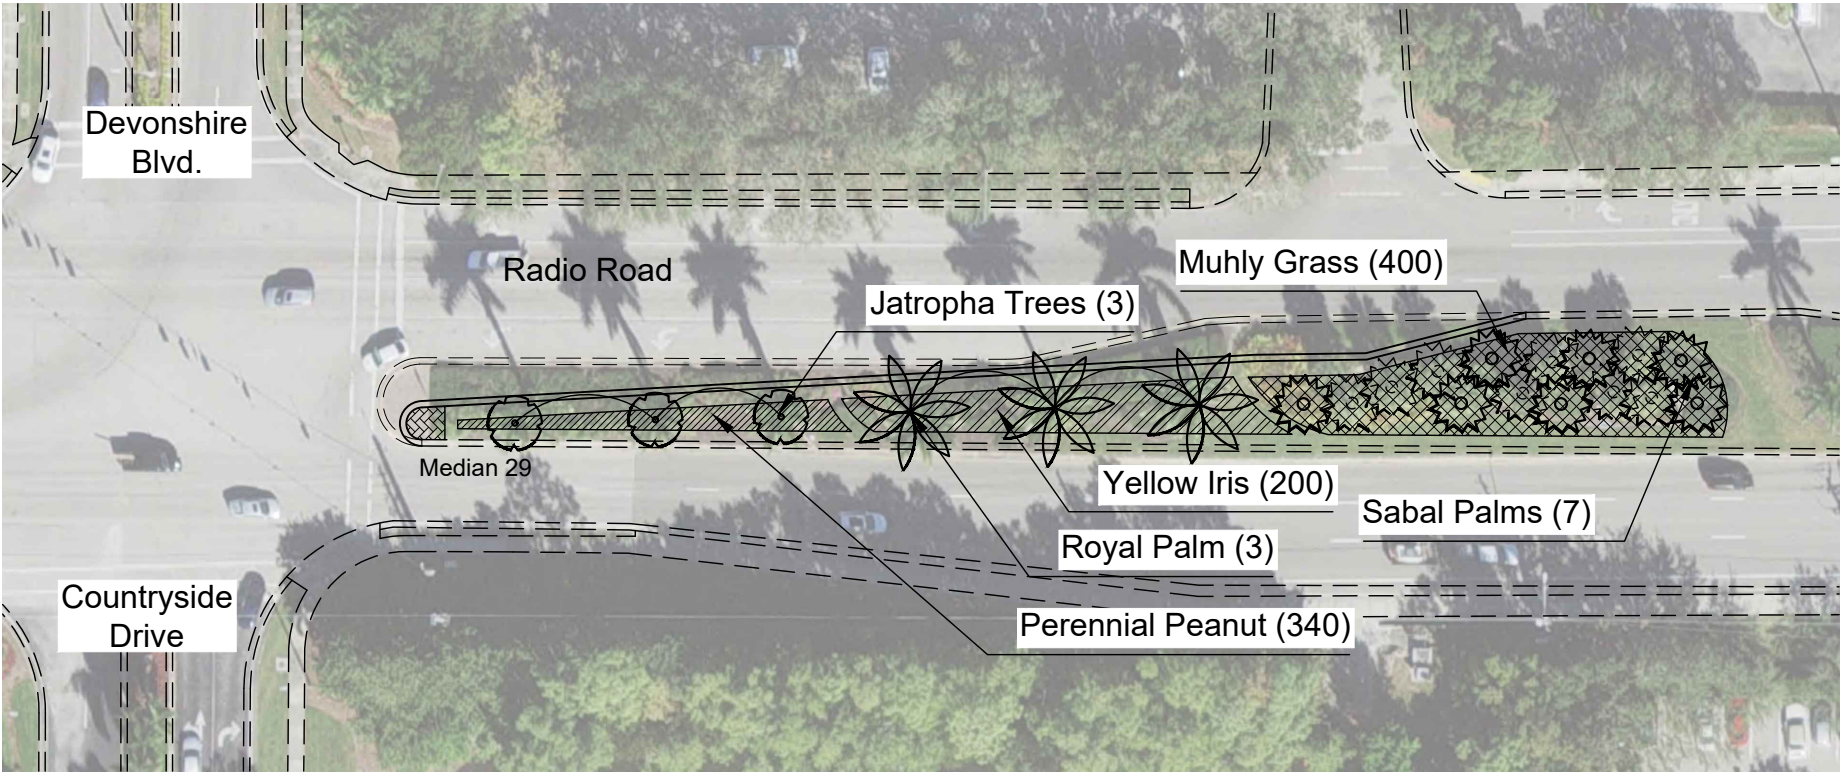 Devonshire
Blvd.
Radio Road
Muhly Grass (400)
Jatropha Trees (3)
Median 29
Yellow Iris (200)
Sabal Palms (7)
Royal Palm (3)
Countryside
Drive
Perennial Peanut (340)